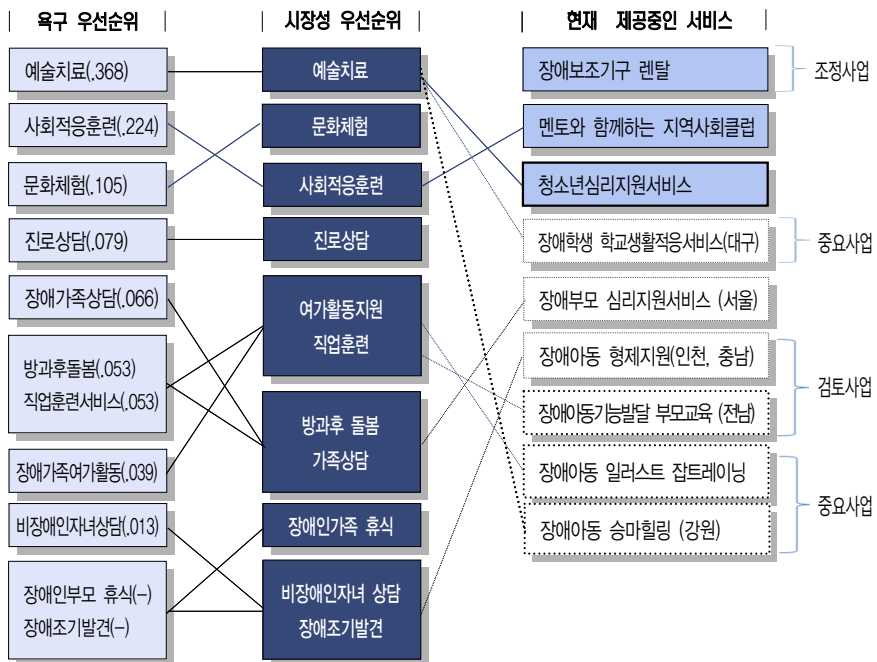 욕구 우선순위
시장성 우선순위
현재 제공중인 서비스
예술치료(.368)
사회적응훈련(.224)
문화체험(.105)
진로상담(.079)
장애가족상담(.066)
방과후돌봄(.053)
직업훈련서비스(.053)
장애가족여가활동(.039)
비장애인자녀상담(.013)
장애인부모 휴식(-)
장애조기발견(-)
예술치료
문화체험
사회적응훈련
진로상담
여가활동지원
직업훈련
방과후 돌봄
가족상담
장애인가족 휴식
비장애인자녀 상담
장애조기발견
장애보조기구 렌탈
멘토와 함께하는 지역사회클럽
청소년심리지원서비스
장애학생 학교생활적응서비스(대구)
장애부모 심리지원서비스 (서울)
장애아동 형제지원(인천, 충남)
장애아동기능발달 부모교육 (전남)
장애아동 일러스트 잡트레이닝
장애아동 승마힐링 (강원)
조정사업
중요사업
검토사업
중요사업